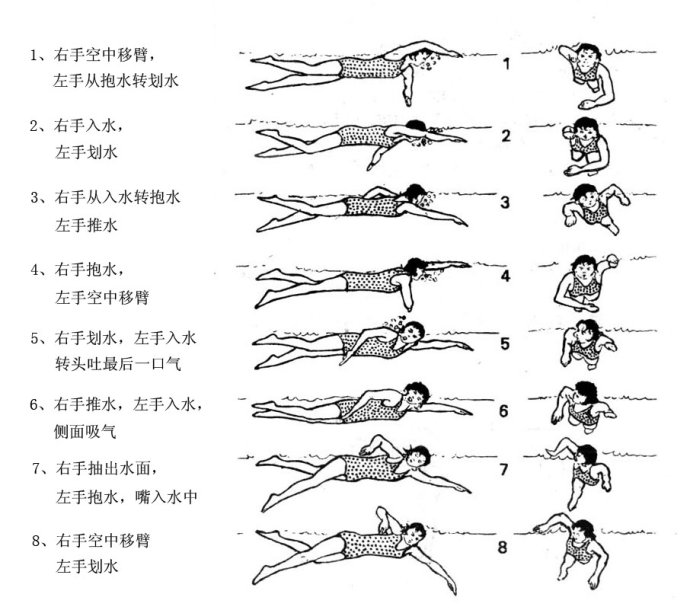 1、右手空中移臂，
左手从抱水转划水
1
2、右手入水，
左手划水
2
3、右手从入水转抱水
左手推水
3
4、右手抱水，
左手空中移臂
4
5、右手划水，左手入水
转头吐最后一口气
5
6、右手推水，左手入水，
侧面吸气
6
7、右手抽出水面，
左手抱水，嘴入水中
7
8、右手空中移臂
左手划水
8